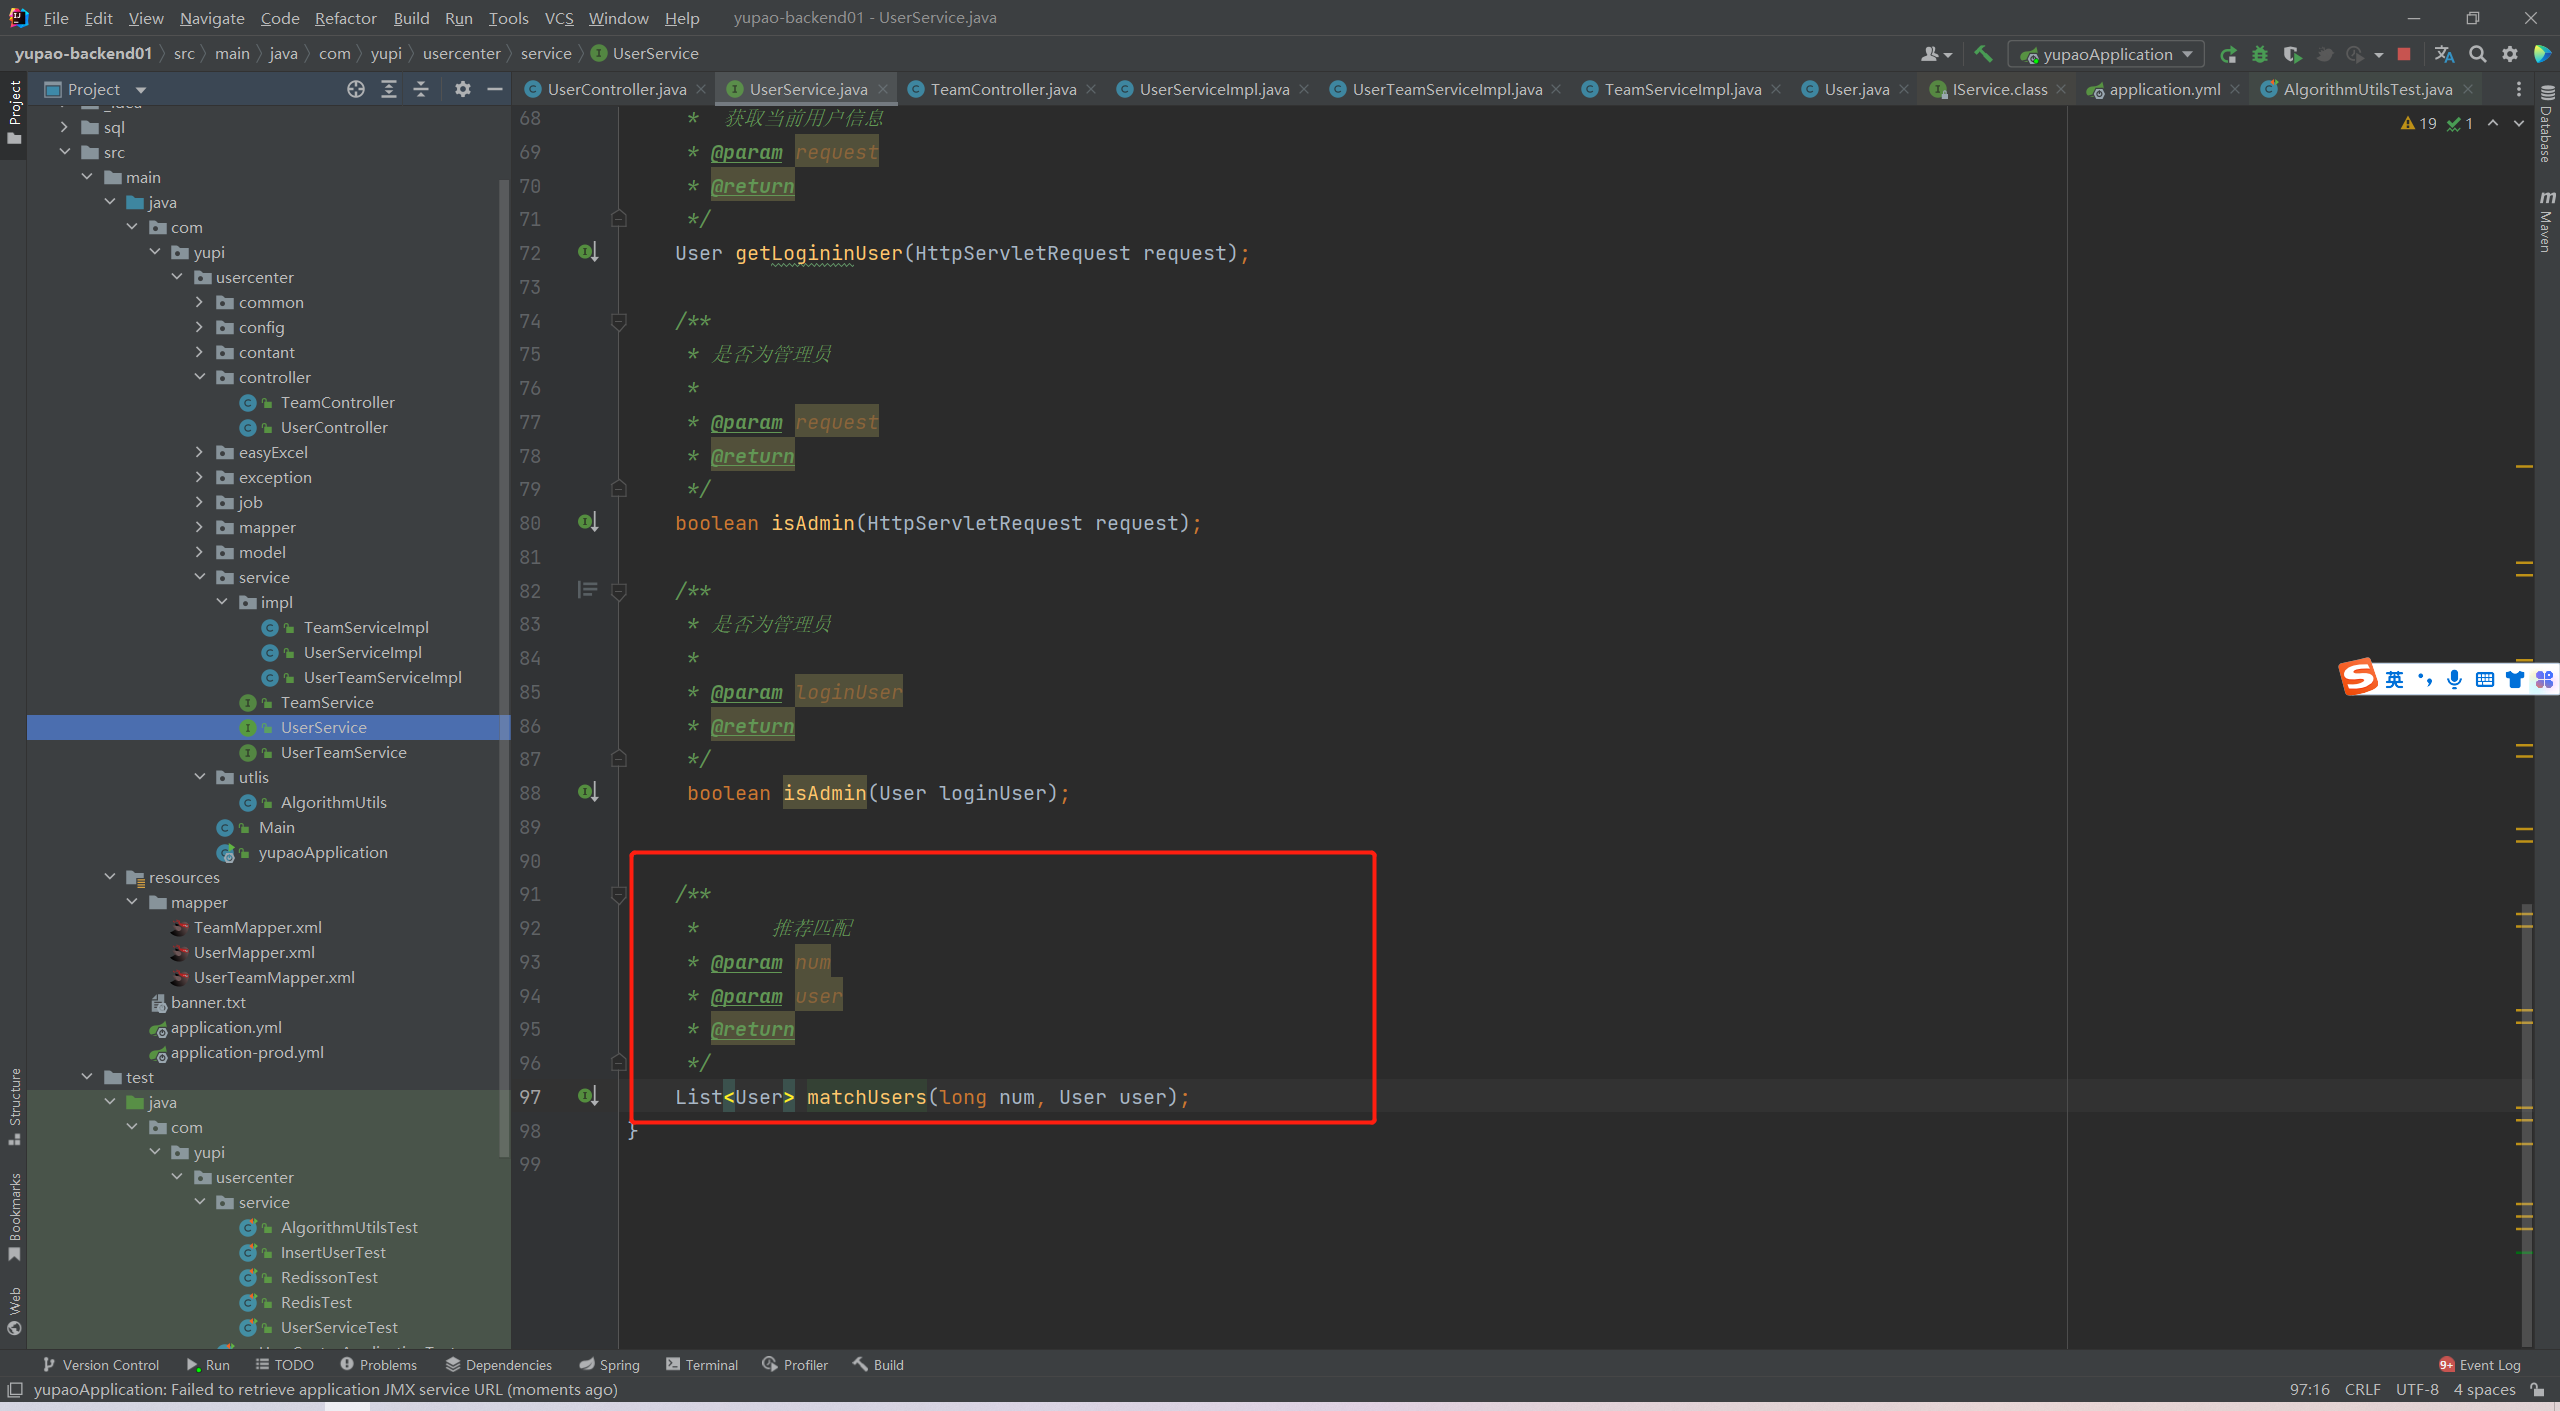 File Edit View Navigate Code Refactor Build Run Tools VCS Window Help yupao-backend01 - UserService.java
yupao-backend01 src main java com yupi usercenter service UserService
yupaoApplication
Project
UserController.java UserService.java TeamController.java UserServiceImpl.java UserTeamServiceImpl.java TeamServiceImpl.java User.java IService.class application.yml AlgorithmUtilsTest.java
Project
Structure
Bookmarks
Web
sql
src
main
java
com
yupi
usercenter
common
config
contant
controller
TeamController
UserController
easyExcel
exception
job
mapper
model
service
impl
TeamServiceImpl
UserServiceImpl
UserTeamServiceImpl
TeamService
UserService
UserTeamService
utlis
AlgorithmUtils
Main
yupaoApplication
resources
mapper
TeamMapper.xml
UserMapper.xml
UserTeamMapper.xml
banner.txt
application.yml
application-prod.yml
test
java
com
yupi
usercenter
service
AlgorithmUtilsTest
InsertUserTest
RedissonTest
RedisTest
UserServiceTest
68 * 获取当前用户信息
69 * @param request
70 * @return
71 */
72 User getLogininUser(HttpServletRequest request);
73
74 /**
75 * 是否为管理员
76 *
77 * @param request
78 * @return
79 */
80 boolean isAdmin(HttpServletRequest request);
81
82 /**
83 * 是否为管理员
84 *
85 * @param loginUser
86 * @return
87 */
88 boolean isAdmin(User loginUser);
89
90
91 /**
92 * 推荐匹配
93 * @param num
94 * @param user
95 * @return
96 */
97 List<User> matchUsers(long num, User user);
98 }
99
19 1
Database
Maven
英
Version Control Run TODO Problems Dependencies Spring Terminal Profiler Build 9+ Event Log
yupaoApplication: Failed to retrieve application JMX service URL (moments ago) 97:16 CRLF UTF-8 4 spaces